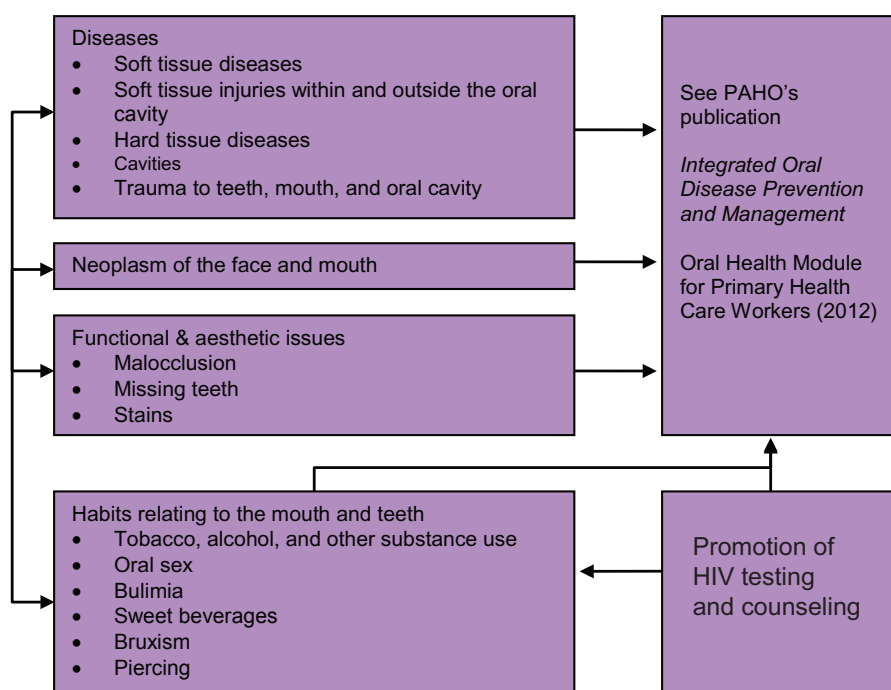 Diseases
• Soft tissue diseases
• Soft tissue injuries within and outside the oral
cavity
• Hard tissue diseases
• Cavities
• Trauma to teeth, mouth, and oral cavity
Neoplasm of the face and mouth
Functional & aesthetic issues
• Malocclusion
• Missing teeth
• Stains
Habits relating to the mouth and teeth
• Tobacco, alcohol, and other substance use
• Oral sex
• Bulimia
• Sweet beverages
• Bruxism
• Piercing
See PAHO's
publication
Integrated Oral
Disease Prevention
and Management
Oral Health Module
for Primary Health
Care Workers (2012)
Promotion of
HIV testing
and counseling